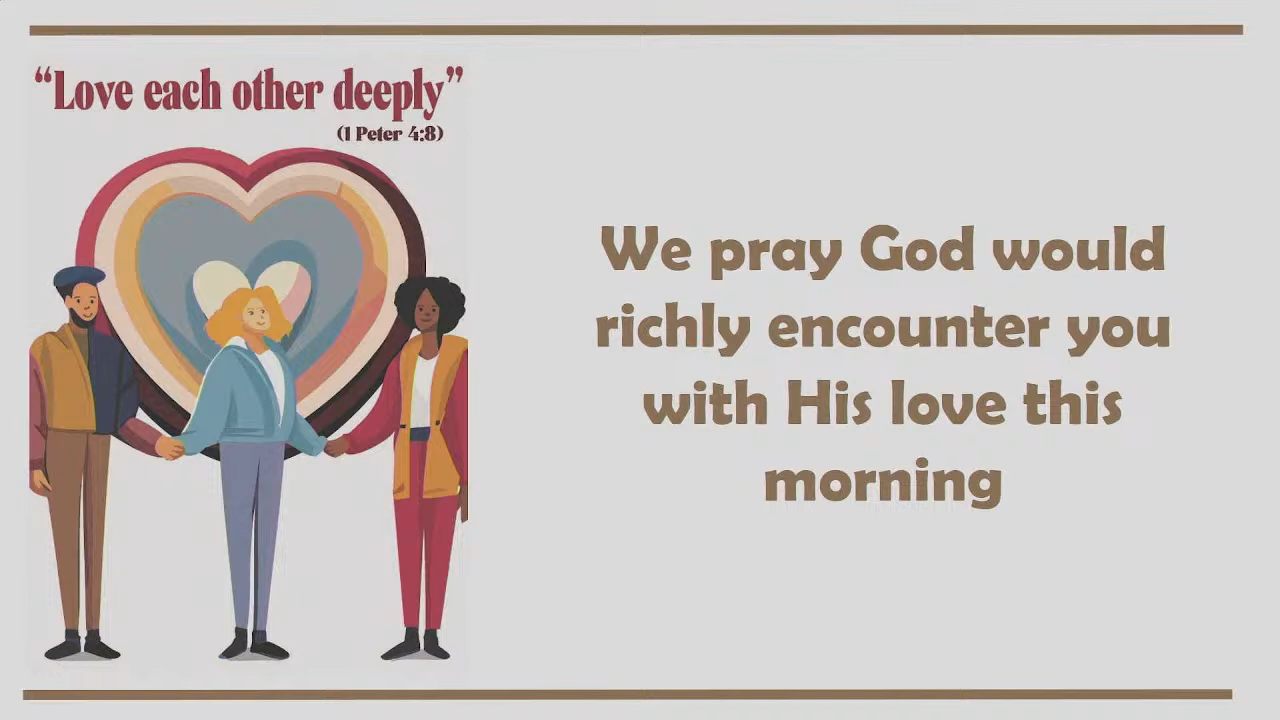 “Love each other deeply”
(1 Peter 4:8)
We pray God would
richly encounter you
with His love this
morning